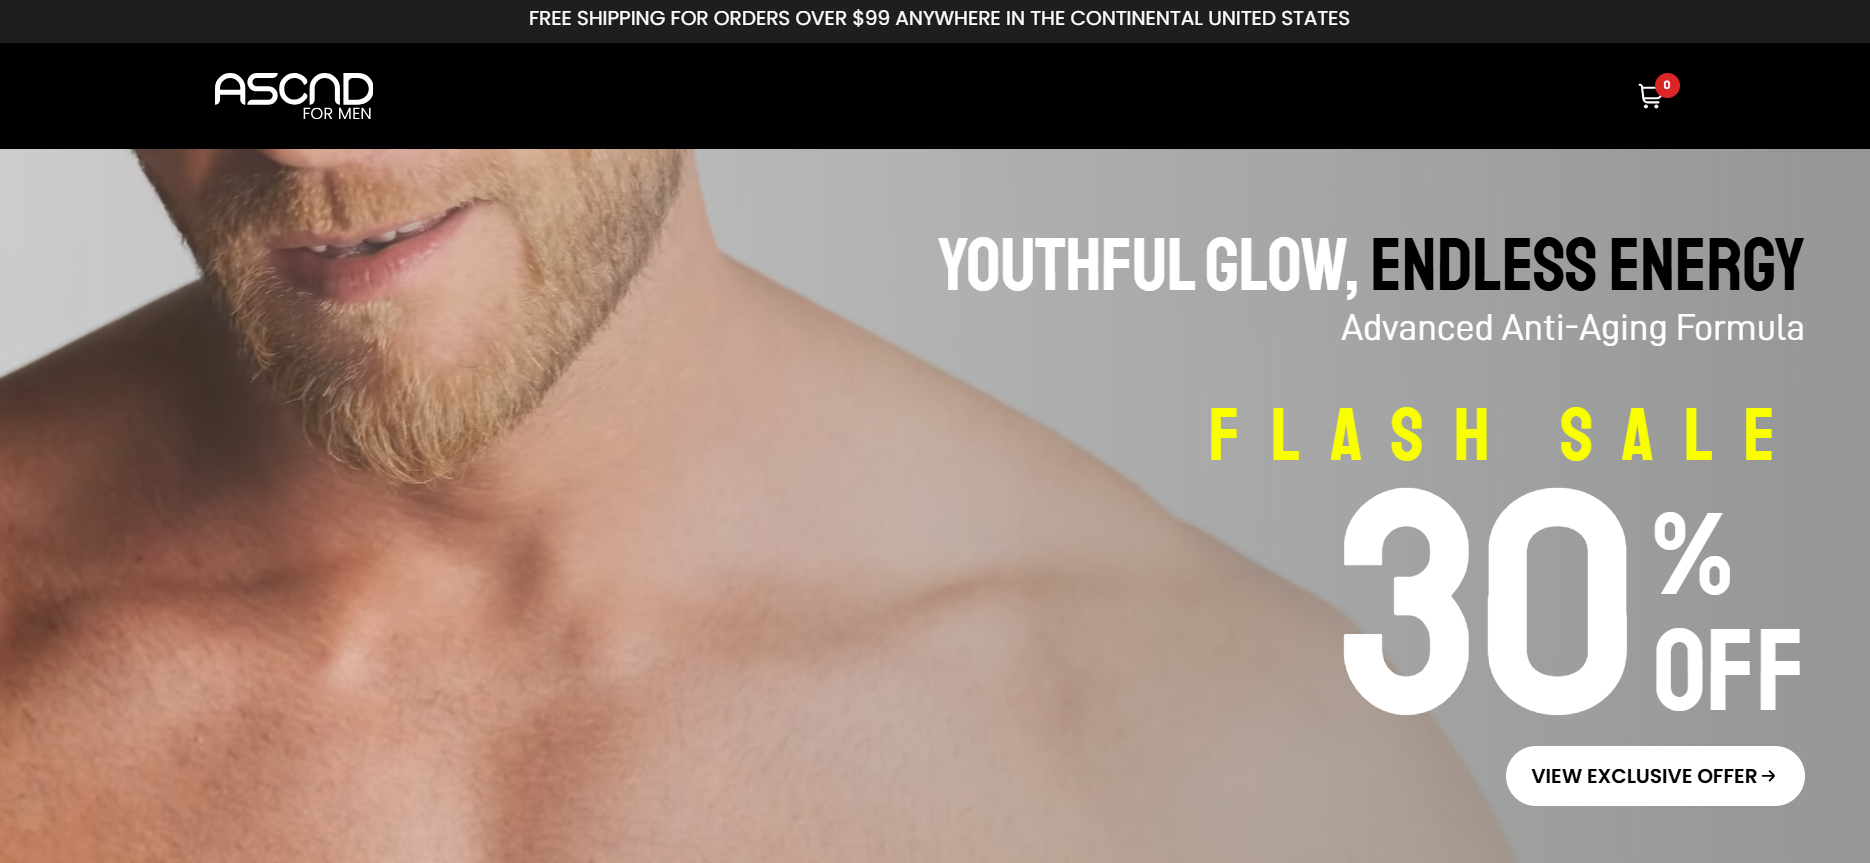 FREE SHIPPING FOR ORDERS OVER $99 ANYWHERE IN THE CONTINENTAL UNITED STATES
ASCND
FOR MEN
0
YOUTHFUL GLOW, ENDLESS ENERGY
Advanced Anti-Aging Formula
FLASH SALE
30% OFF
VIEW EXCLUSIVE OFFER →